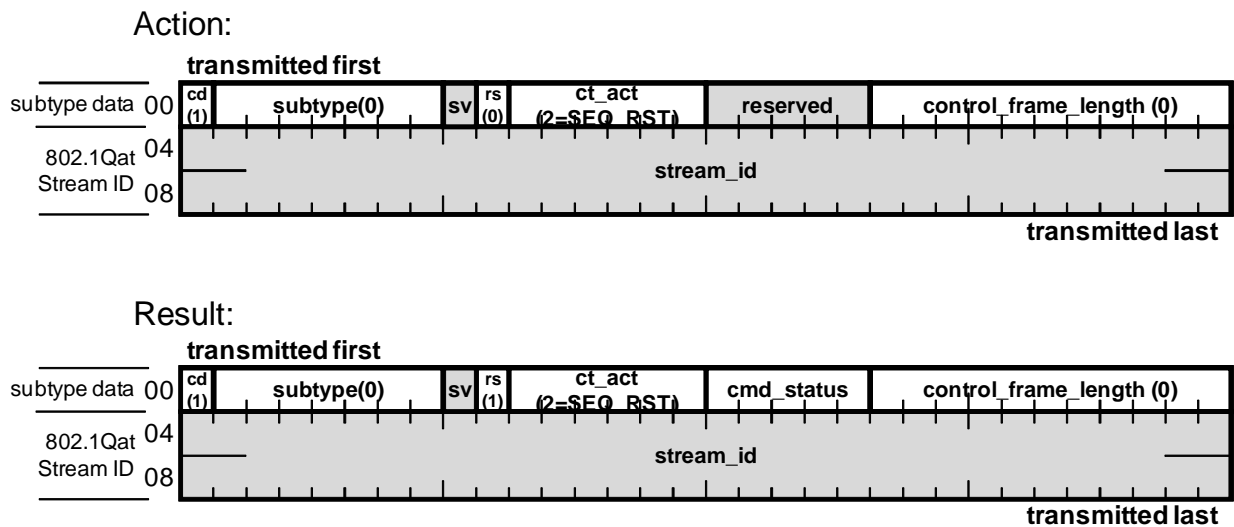 Action:
transmitted first
subtype data 00 cd (1) subtype(0) sv rs (0) ct_act (2=SEQ_RST) reserved control_frame_length (0)
802.1Qat Stream ID 04 08 stream_id
transmitted last
Result:
transmitted first
subtype data 00 cd (1) subtype(0) sv rs (1) ct_act (2=SEQ_RST) cmd_status control_frame_length (0)
802.1Qat Stream ID 04 08 stream_id
transmitted last